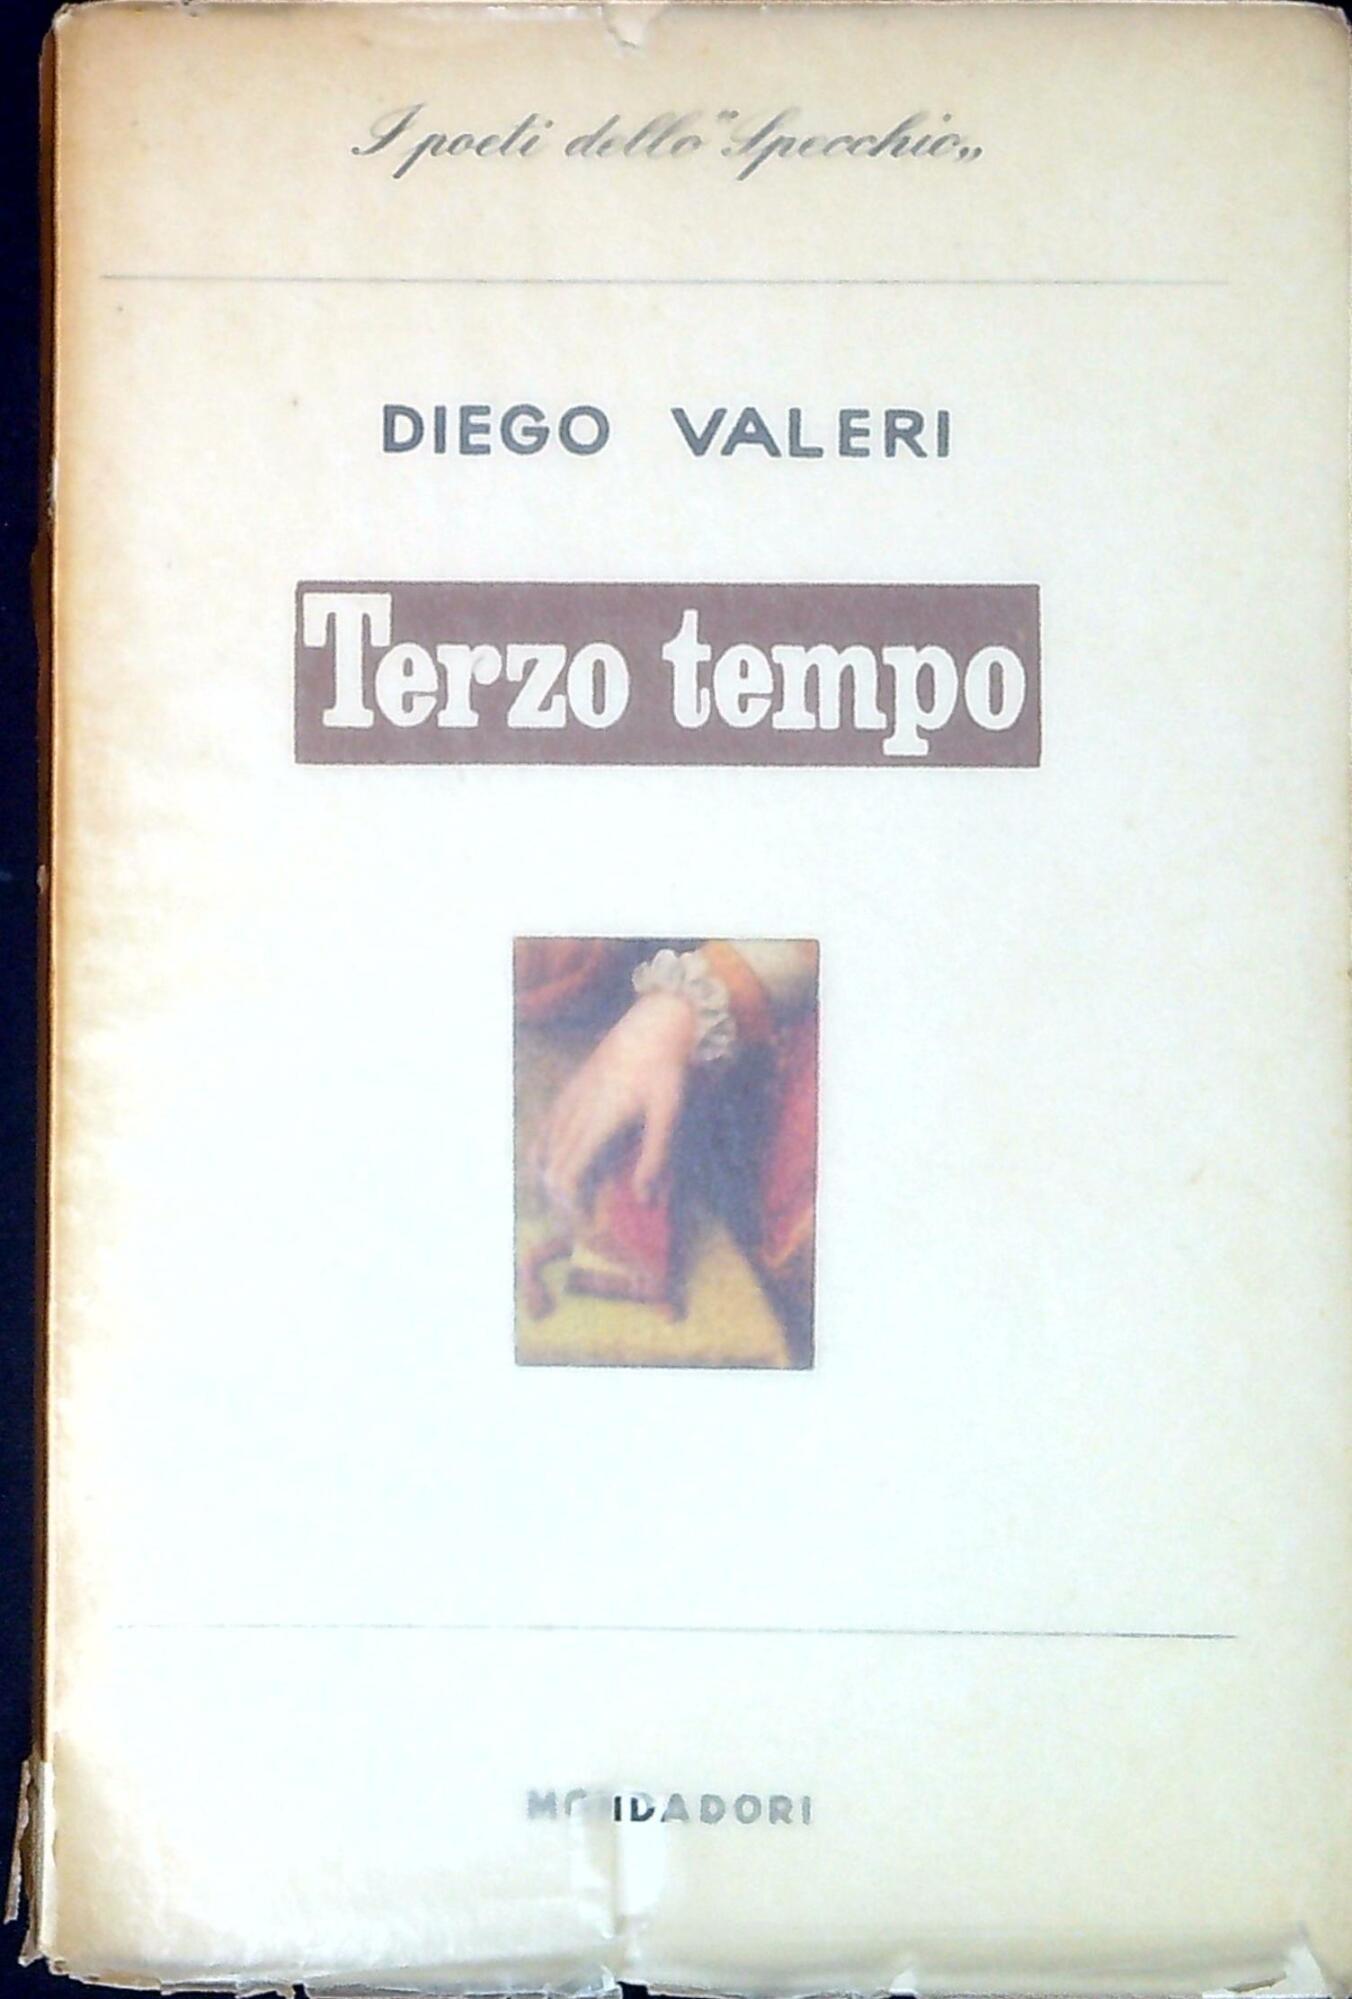 I poeti dello "Specchio„
DIEGO VALERI
Terzo tempo
MONDADORI